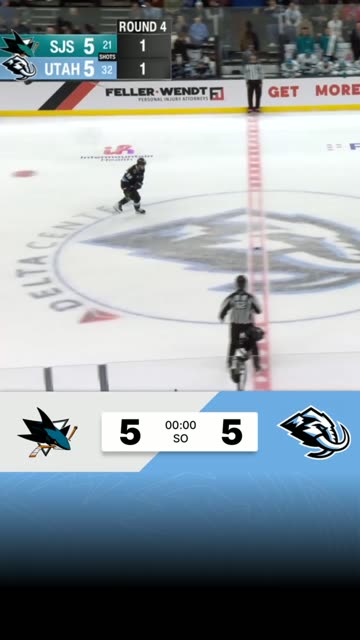 ROUND 4
SJS 5 21 1
SHOTS
UTAH 5 32 1
FELLER-WENDT
PERSONAL INJURY ATTORNEYS
GET MORE
Intermountain
DELTA CENTER
5 00:00 5
SO